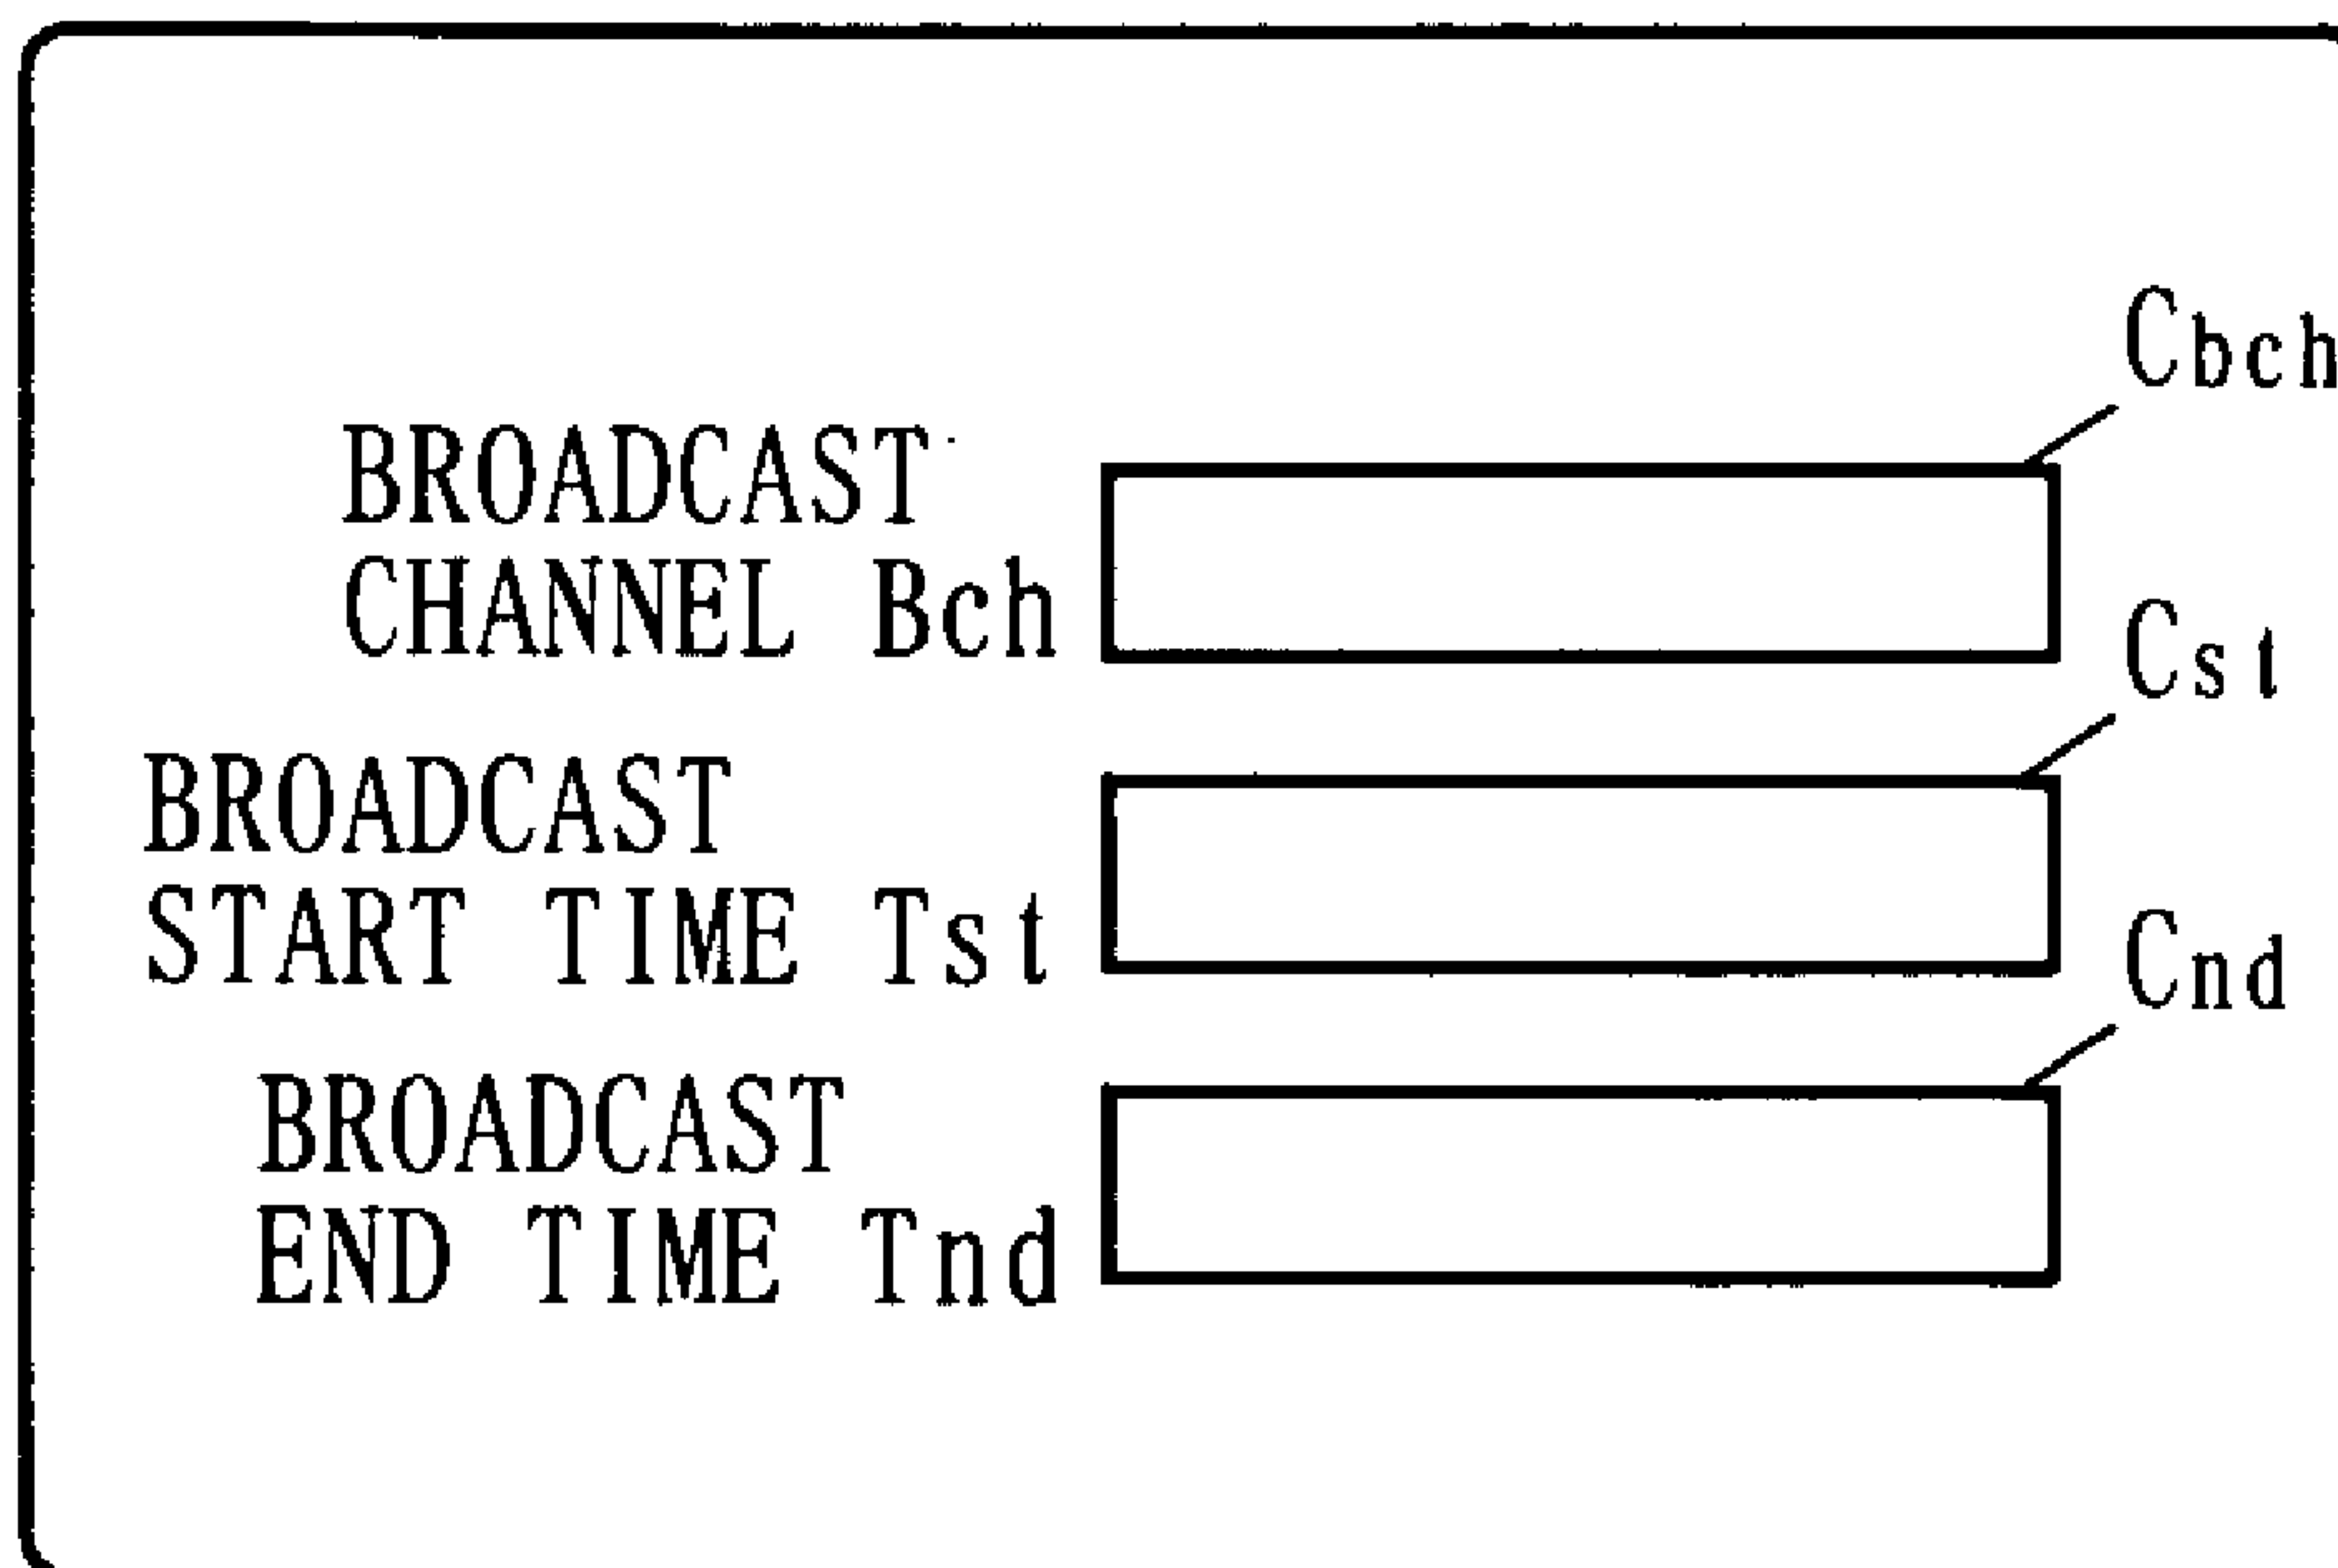 Cbch
BROADCAST
CHANNEL Bch
Cst
BROADCAST
START TIME Tst
Cnd
BROADCAST
END TIME Tnd